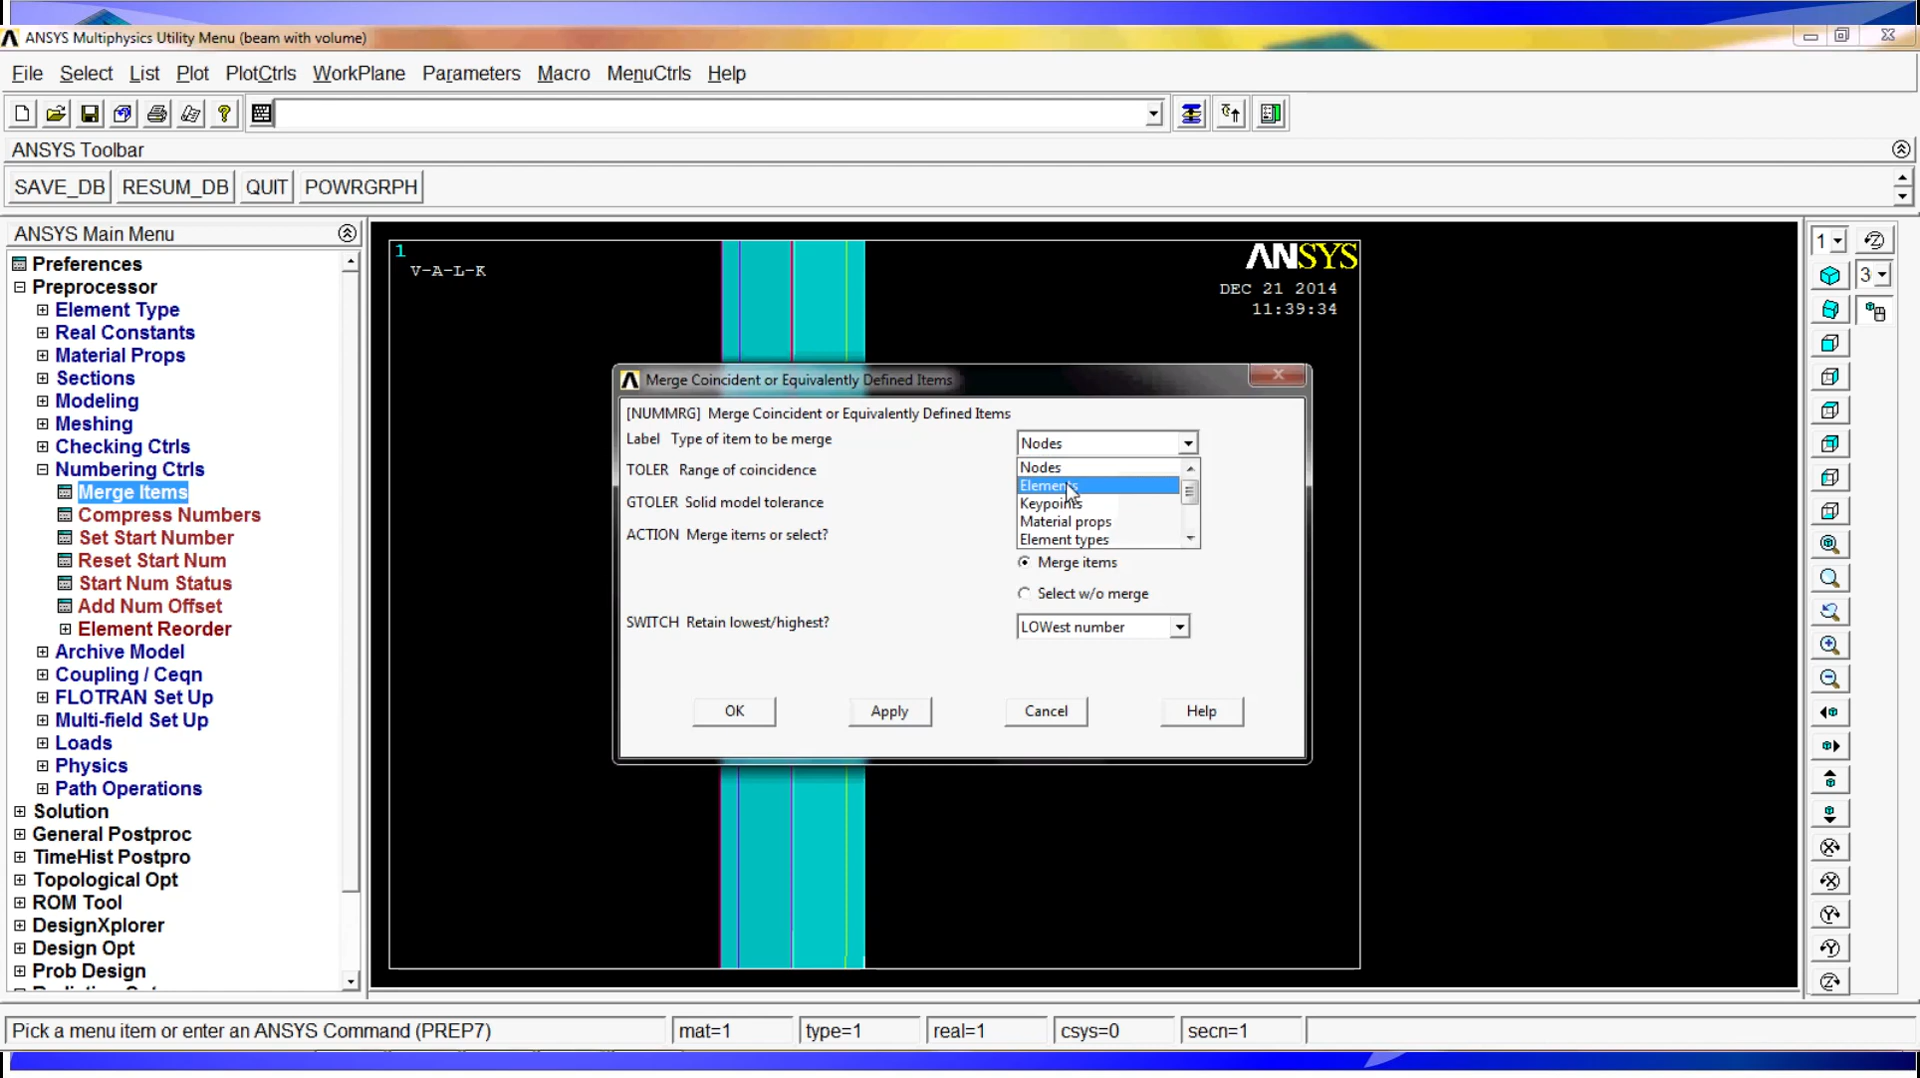 ANSYS Multiphysics Utility Menu (beam with volume)
File Select List Plot PlotCtrls WorkPlane Parameters Macro MenuCtrls Help
ANSYS Toolbar
SAVE_DB RESUM_DB QUIT POWRGRPH
ANSYS Main Menu
Preferences
Preprocessor
Element Type
Real Constants
Material Props
Sections
Modeling
Meshing
Checking Ctrls
Numbering Ctrls
Merge Items
Compress Numbers
Set Start Number
Reset Start Num
Start Num Status
Add Num Offset
Element Reorder
Archive Model
Coupling / Ceqn
FLOTRAN Set Up
Multi-field Set Up
Loads
Physics
Path Operations
Solution
General Postproc
TimeHist Postpro
Topological Opt
ROM Tool
DesignXplorer
Design Opt
Prob Design
1
V-A-L-K
ANSYS
DEC 21 2014
11:39:34
Merge Coincident or Equivalently Defined Items
[NUMMRG] Merge Coincident or Equivalently Defined Items
Label Type of item to be merge
Nodes
TOLER Range of coincidence
GTOLER Solid model tolerance
ACTION Merge items or select?
Nodes
Elements
Keypoints
Material props
Element types
Merge items
Select w/o merge
SWITCH Retain lowest/highest?
LOWest number
OK Apply Cancel Help
1
3
Pick a menu item or enter an ANSYS Command (PREP7)
mat=1 type=1 real=1 csys=0 secn=1